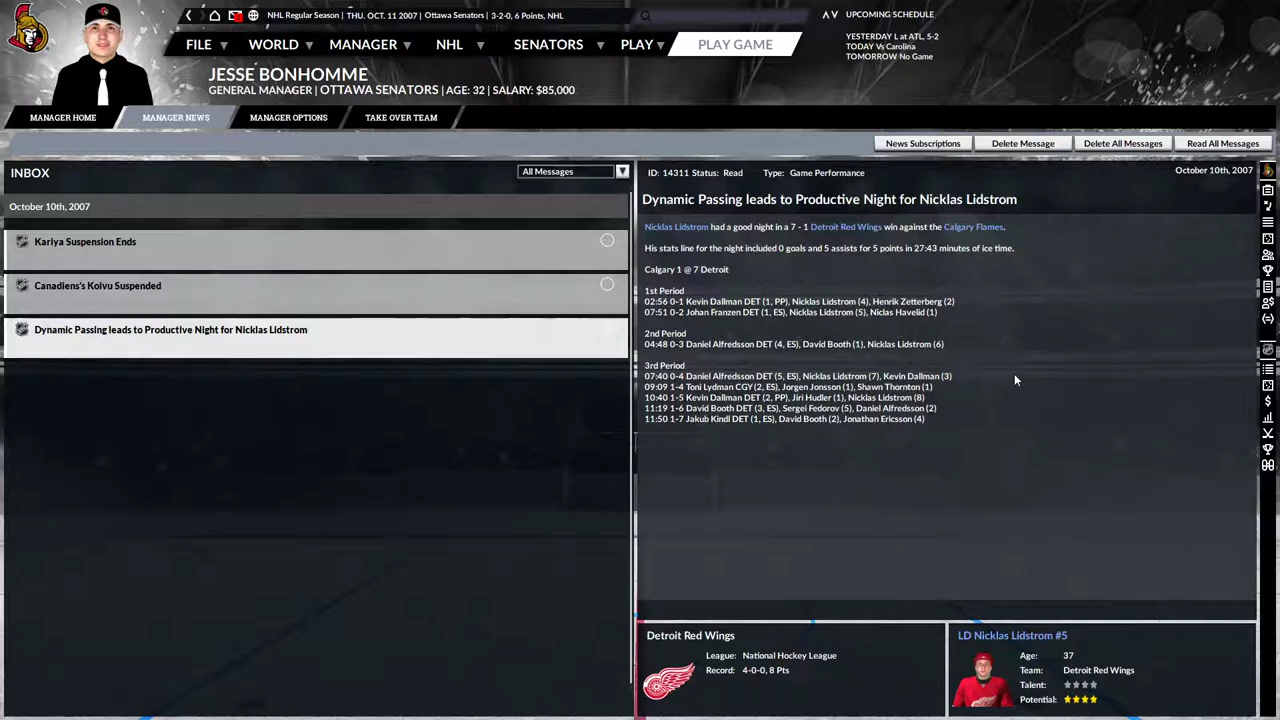 NHL Regular Season | THU. OCT. 11 2007 | Ottawa Senators | 3-2-0, 6 Points, NHL
UPCOMING SCHEDULE
YESTERDAY L at ATL, 5-2
TODAY Vs Carolina
TOMORROW No Game
FILE
WORLD
MANAGER
NHL
SENATORS
PLAY
PLAY GAME
JESSE BONHOMME
GENERAL MANAGER | OTTAWA SENATORS | AGE: 32 | SALARY: $85,000
MANAGER HOME
MANAGER NEWS
MANAGER OPTIONS
TAKE OVER TEAM
News Subscriptions
Delete Message
Delete All Messages
Read All Messages
INBOX
All Messages
October 10th, 2007
Kariya Suspension Ends
Canadiens's Koivu Suspended
Dynamic Passing leads to Productive Night for Nicklas Lidstrom
ID: 14311 Status: Read Type: Game Performance
October 10th, 2007
Dynamic Passing leads to Productive Night for Nicklas Lidstrom
Nicklas Lidstrom had a good night in a 7 - 1 Detroit Red Wings win against the Calgary Flames.
His stats line for the night included 0 goals and 5 assists for 5 points in 27:43 minutes of ice time.
Calgary 1 @ 7 Detroit
1st Period
02:56 0-1 Kevin Dallman DET (1, PP), Nicklas Lidstrom (4), Henrik Zetterberg (2)
07:51 0-2 Johan Franzen DET (1, ES), Nicklas Lidstrom (5), Niclas Havelid (1)
2nd Period
04:48 0-3 Daniel Alfredsson DET (4, ES), David Booth (1), Nicklas Lidstrom (6)
3rd Period
07:40 0-4 Daniel Alfredsson DET (5, ES), Nicklas Lidstrom (7), Kevin Dallman (3)
09:09 1-4 Toni Lydman CGY (2, ES), Jorgen Jonsson (1), Shawn Thornton (1)
10:40 1-5 Kevin Dallman DET (2, PP), Jiri Hudler (1), Nicklas Lidstrom (8)
11:19 1-6 David Booth DET (3, ES), Sergei Fedorov (5), Daniel Alfredsson (2)
11:50 1-7 Jakub Kindl DET (1, ES), David Booth (2), Jonathan Ericsson (4)
Detroit Red Wings
League: National Hockey League
Record: 4-0-0, 8 Pts
LD Nicklas Lidstrom #5
Age: 37
Team: Detroit Red Wings
Talent:
Potential: